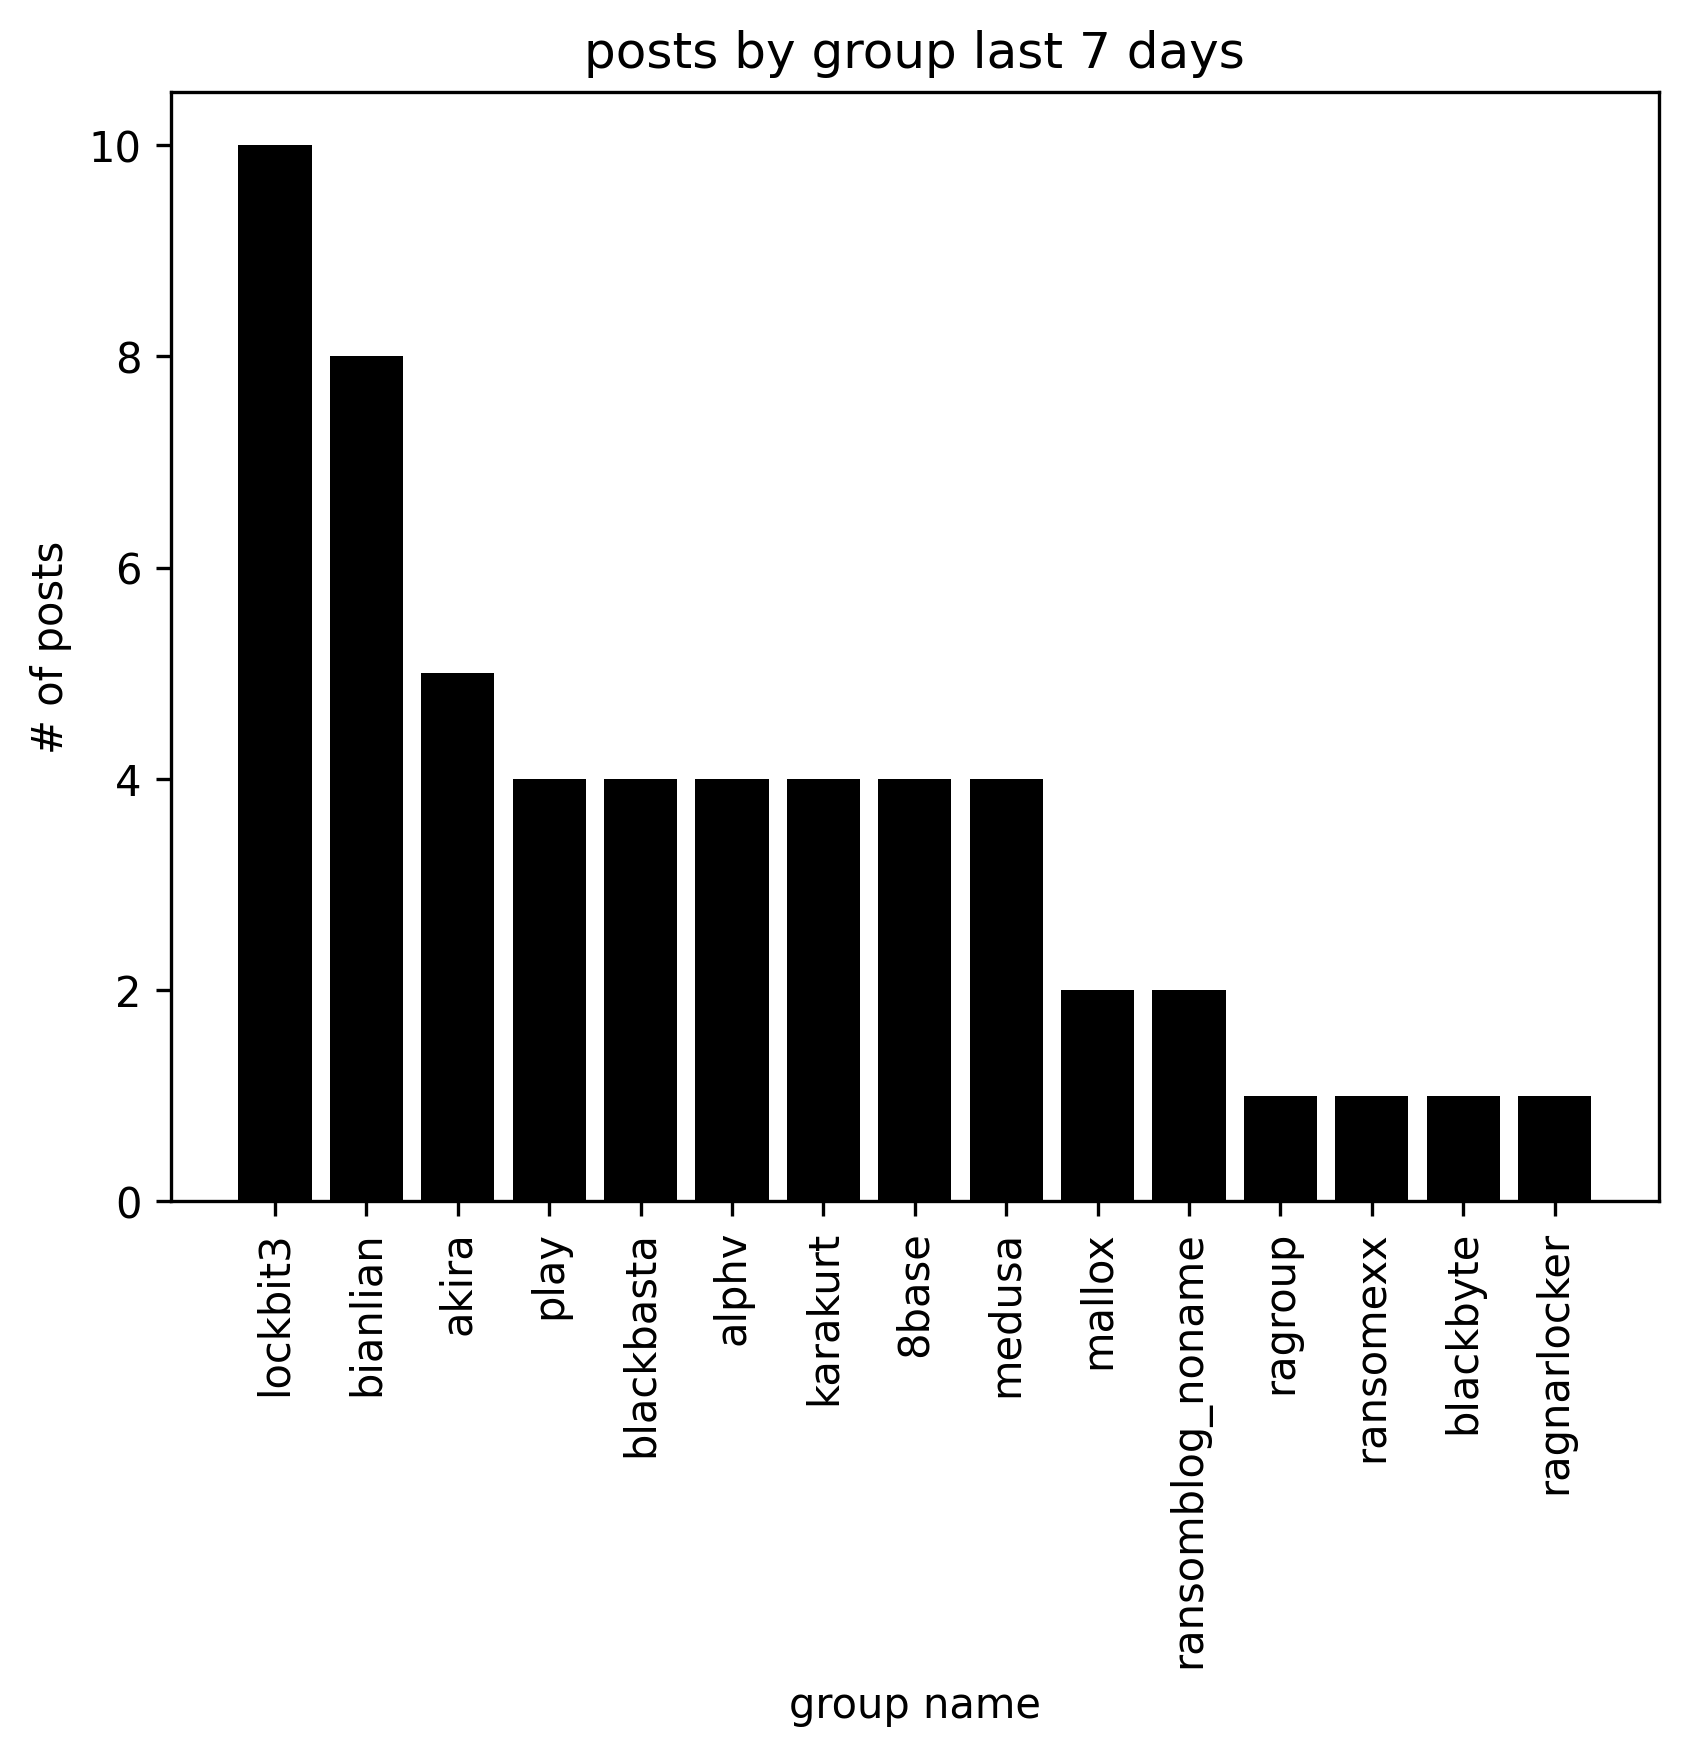 posts by group last 7 days
# of posts
10
8
6
4
2
0
lockbit3
bianlian
akira
play
blackbasta
alphv
karakurt
8base
medusa
mallox
ransomblog_noname
ragroup
ransomexx
blackbyte
ragnarlocker
group name